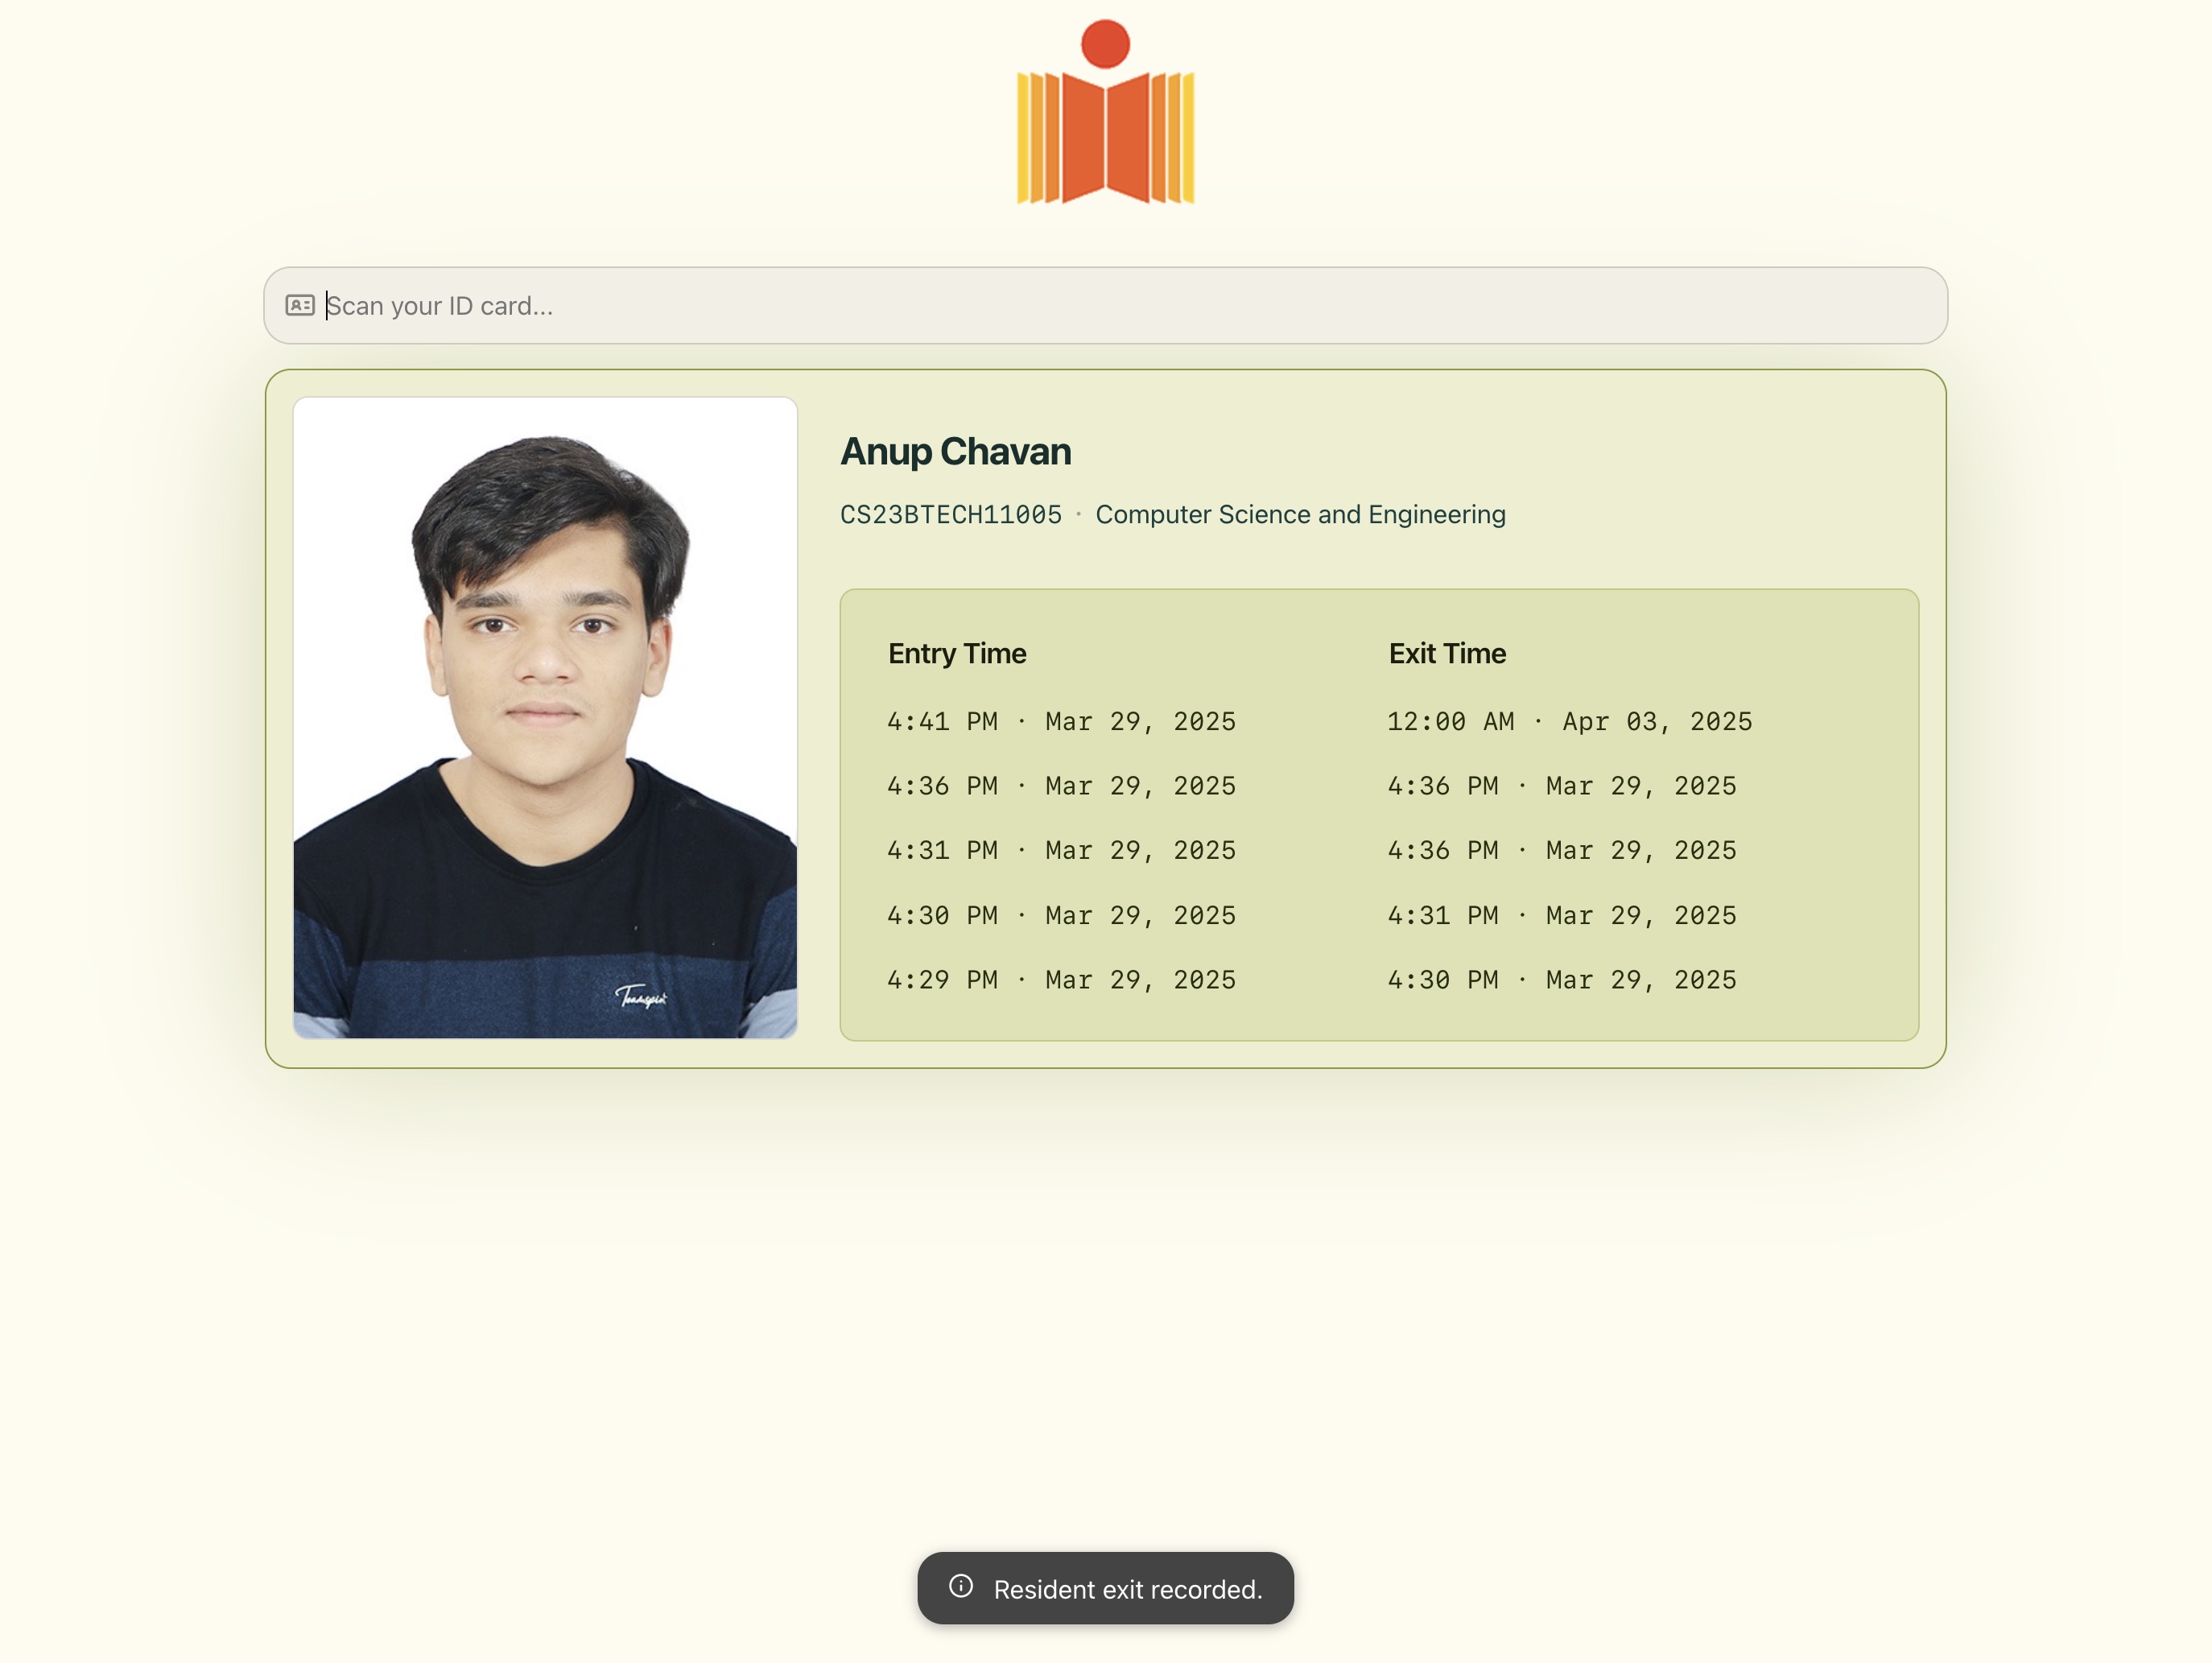 Scan your ID card...
Anup Chavan
CS23BTECH11005 · Computer Science and Engineering
Entry Time Exit Time
4:41 PM · Mar 29, 2025 12:00 AM · Apr 03, 2025
4:36 PM · Mar 29, 2025 4:36 PM · Mar 29, 2025
4:31 PM · Mar 29, 2025 4:36 PM · Mar 29, 2025
4:30 PM · Mar 29, 2025 4:31 PM · Mar 29, 2025
4:29 PM · Mar 29, 2025 4:30 PM · Mar 29, 2025
Resident exit recorded.